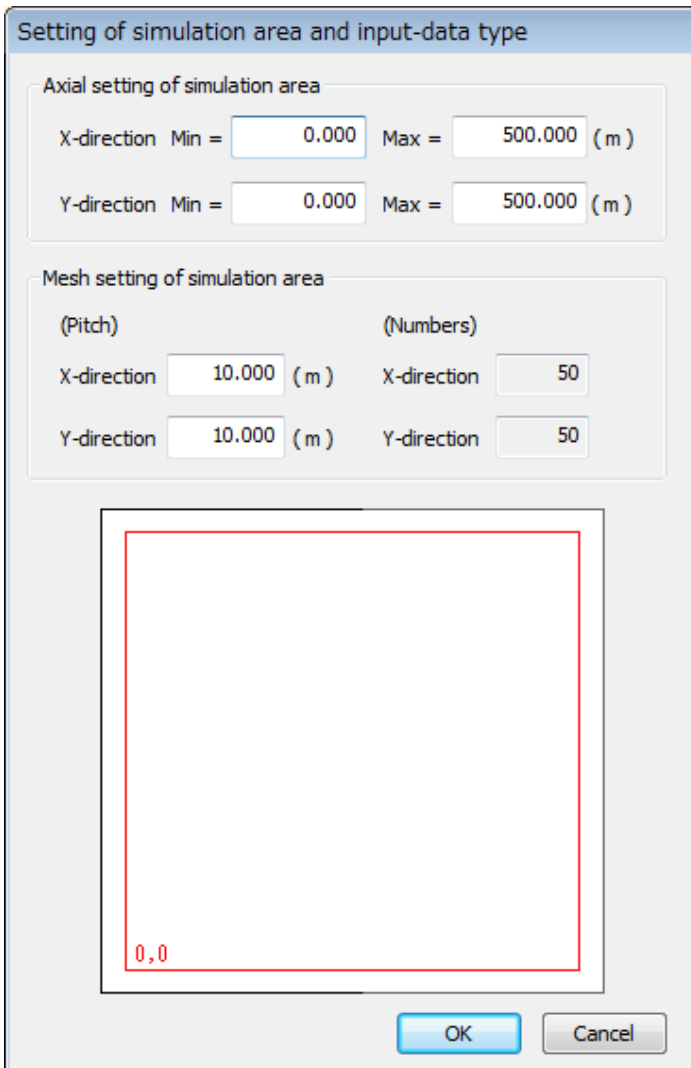 Setting of simulation area and input-data type
Axial setting of simulation area
X-direction Min = 0.000 Max = 500.000 (m)
Y-direction Min = 0.000 Max = 500.000 (m)
Mesh setting of simulation area
(Pitch) (Numbers)
X-direction 10.000 (m) X-direction 50
Y-direction 10.000 (m) Y-direction 50
0,0
OK Cancel